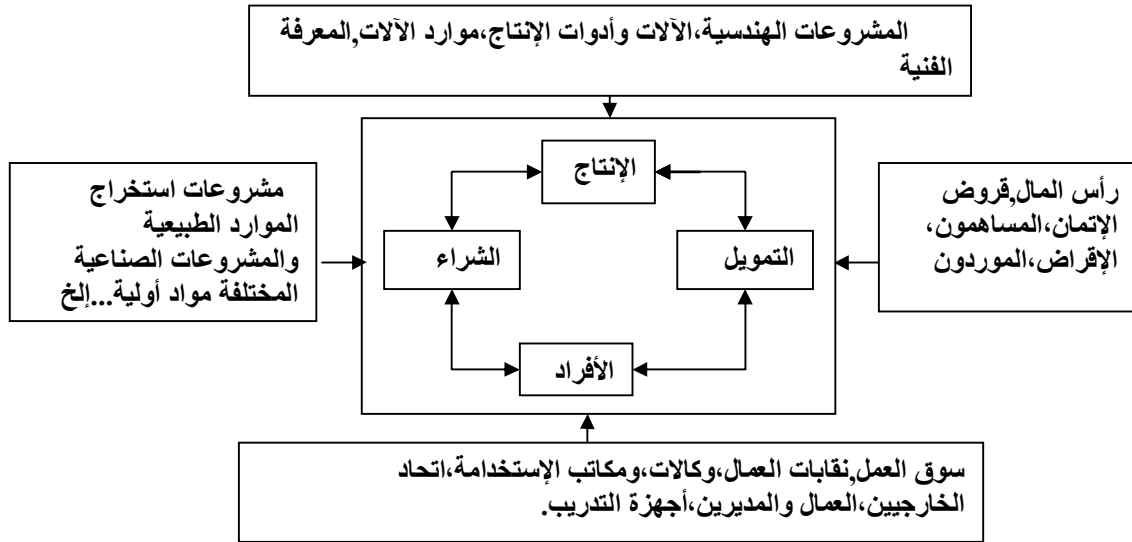 المشروعات الهندسية،الآلات وأدوات الإنتاج،موارد الآلات,المعرفة
الفنية
الإنتاج
مشروعات استخراج
الموارد الطبيعية
والمشروعات الصناعية
المختلفة مواد أولية...إلخ
الشراء
التمويل
رأس المال,قروض
الإتمان،المساهمون،
الإقراض،الموردون
الأفراد
سوق العمل,نقابات العمال،وكالات،ومكاتب الإستخدامة،اتحاد
الخارجيين،العمال والمديرين،أجهزة التدريب.